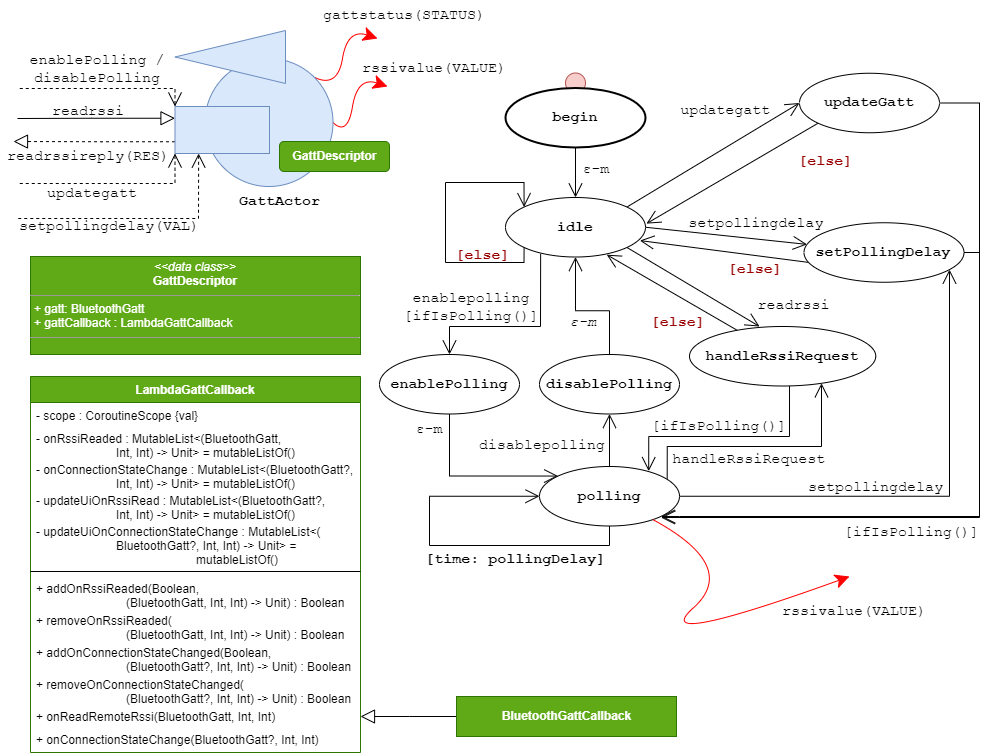 gattstatus(STATUS)
enablePolling /
disablePolling
rssivalue(VALUE)
readrssi
readrssireply(RES)
GattDescriptor
updategatt
GattActor
setpollingdelay(VAL)
begin
updategatt
updateGatt
[else]
ε-m
idle
[else]
setpollingdelay
setPollingDelay
[else]
enablepolling
[ifIsPolling()]
ε-m
[else]
readrssi
handleRssiRequest
enablePolling
disablePolling
ε-m
disablepolling
[ifIsPolling()]
handleRssiRequest
polling
setpollingdelay
[ifIsPolling()]
[time: pollingDelay]
rssivalue(VALUE)
<<data class>>
GattDescriptor
+ gatt: BluetoothGatt
+ gattCallback : LambdaGattCallback
LambdaGattCallback
- scope : CoroutineScope {val}
- onRssiReaded : MutableList<(BluetoothGatt,
Int, Int) -> Unit> = mutableListOf()
- onConnectionStateChange : MutableList<(BluetoothGatt?,
Int, Int) -> Unit> = mutableListOf()
- updateUiOnRssiRead : MutableList<(BluetoothGatt?,
Int, Int) -> Unit> = mutableListOf()
- updateUiOnConnectionStateChange : MutableList<(
BluetoothGatt?, Int, Int) -> Unit> =
mutableListOf()
+ addOnRssiReaded(Boolean,
(BluetoothGatt, Int, Int) -> Unit) : Boolean
+ removeOnRssiReaded(
(BluetoothGatt, Int, Int) -> Unit) : Boolean
+ addOnConnectionStateChanged(Boolean,
(BluetoothGatt?, Int, Int) -> Unit) : Boolean
+ removeOnConnectionStateChanged(
(BluetoothGatt?, Int, Int) -> Unit) : Boolean
+ onReadRemoteRssi(BluetoothGatt, Int, Int)
+ onConnectionStateChange(BluetoothGatt?, Int, Int)
BluetoothGattCallback